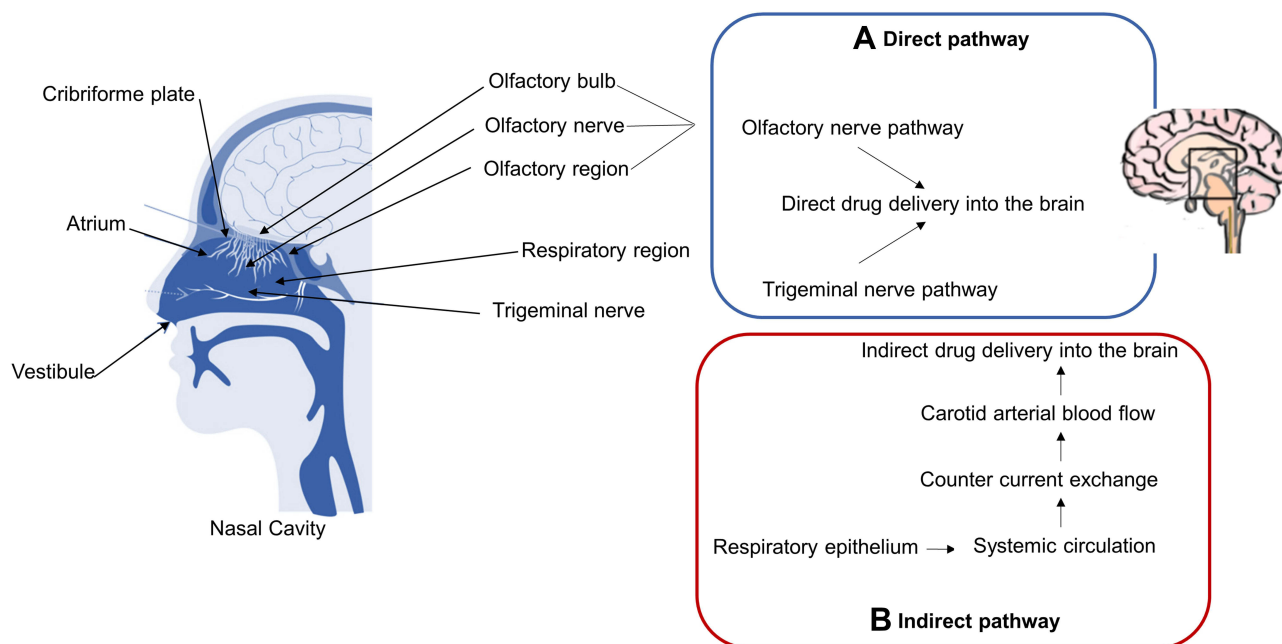 Cribriforme plate
Atrium
Vestibule
Nasal Cavity
Olfactory bulb
Olfactory nerve
Olfactory region
Respiratory region
Trigeminal nerve
A Direct pathway
Olfactory nerve pathway
Direct drug delivery into the brain
Trigeminal nerve pathway
Indirect drug delivery into the brain
Carotid arterial blood flow
Counter current exchange
Respiratory epithelium
Systemic circulation
B Indirect pathway